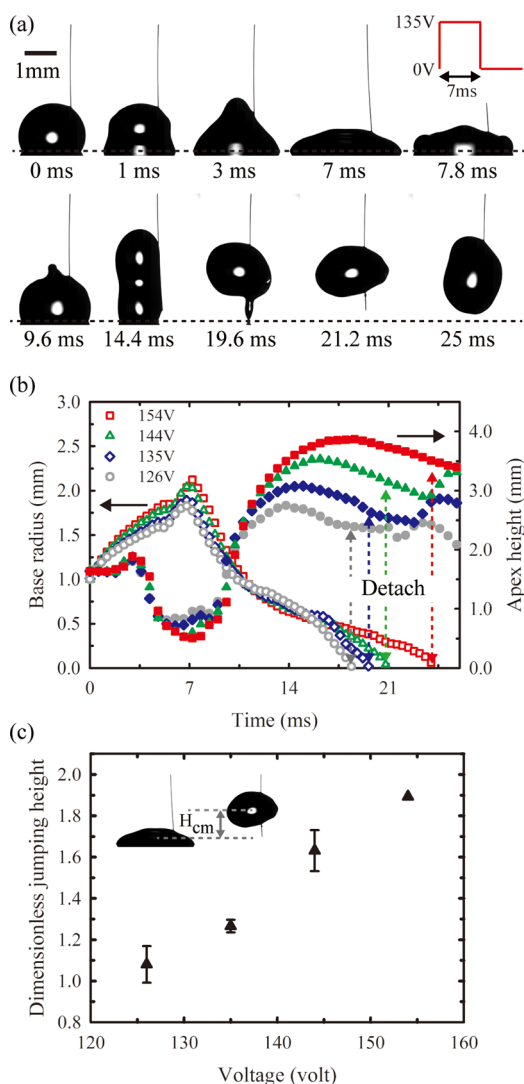 (a)
135V
0V
7ms
1mm
0 ms
1 ms
3 ms
7 ms
7.8 ms
9.6 ms
14.4 ms
19.6 ms
21.2 ms
25 ms
(b)
3.0
2.5
2.0
1.5
1.0
0.5
0.0
Base radius (mm)
154V
144V
135V
126V
Detach
4.0
3.0
2.0
1.0
0.0
Apex height (mm)
0
7
14
21
Time (ms)
(c)
2.0
1.8
1.6
1.4
1.2
1.0
0.8
Dimensionless jumping height
Hcm
120
130
140
150
160
Voltage (volt)